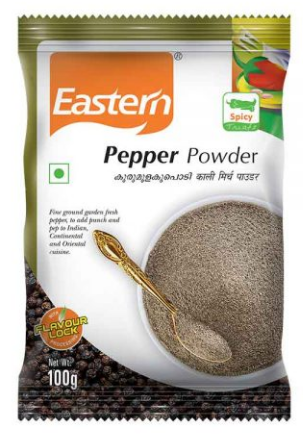 Eastern®
Spicy
Treats
Pepper Powder
കുരുമുളകുപൊടി काली मिर्च पाउडर
Fine ground garden fresh
pepper, to add punch and
pep to Indian,
Continental
and Oriental
cuisine.
FLAVOUR
LOCK
Net Wt.
100g